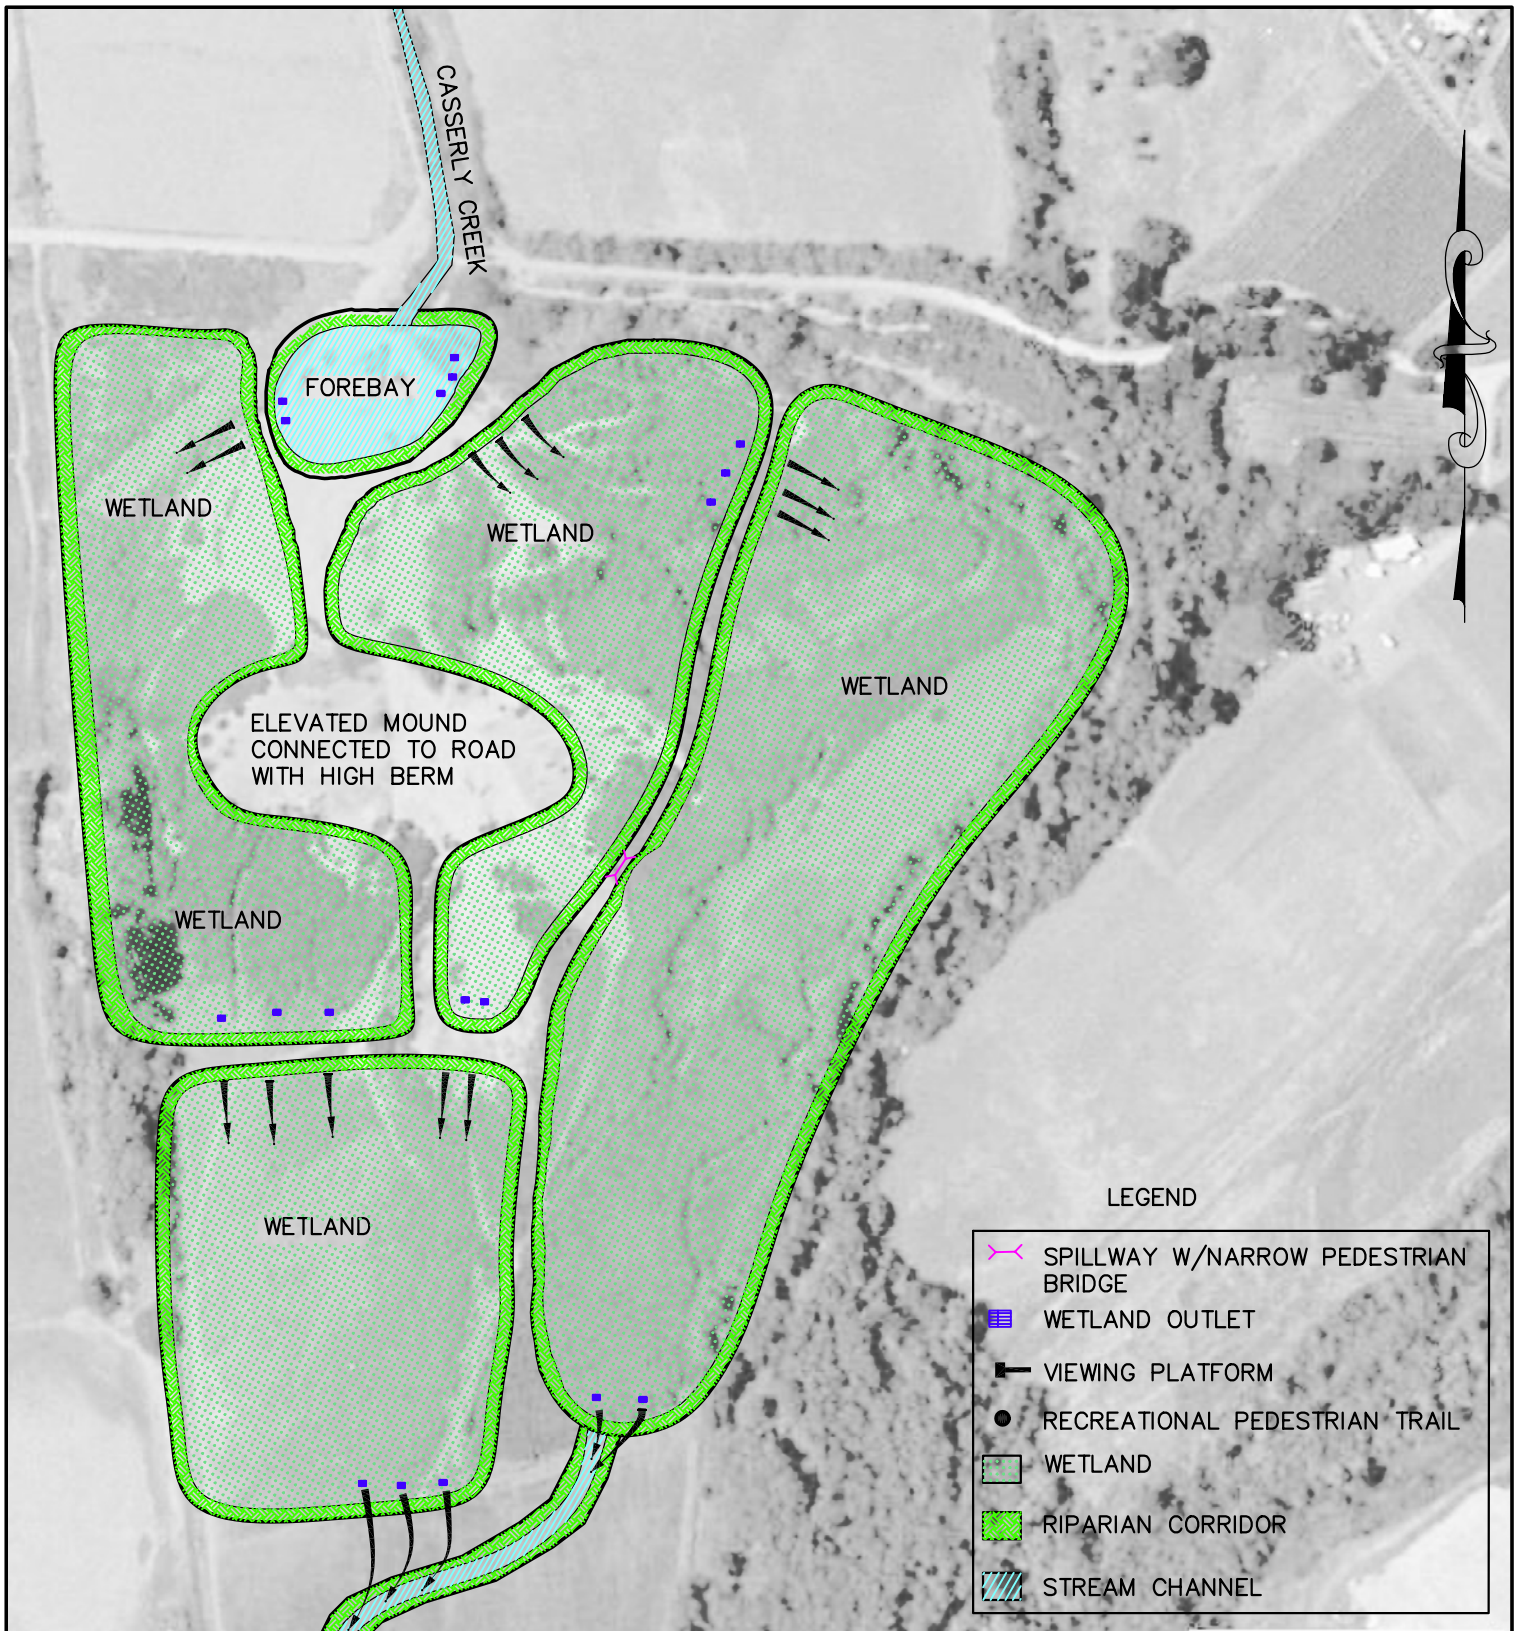 CASSERLY CREEK
FOREBAY
WETLAND
WETLAND
WETLAND
ELEVATED MOUND
CONNECTED TO ROAD
WITH HIGH BERM
WETLAND
WETLAND
LEGEND
SPILLWAY W/NARROW PEDESTRIAN
BRIDGE
WETLAND OUTLET
VIEWING PLATFORM
RECREATIONAL PEDESTRIAN TRAIL
WETLAND
RIPARIAN CORRIDOR
STREAM CHANNEL